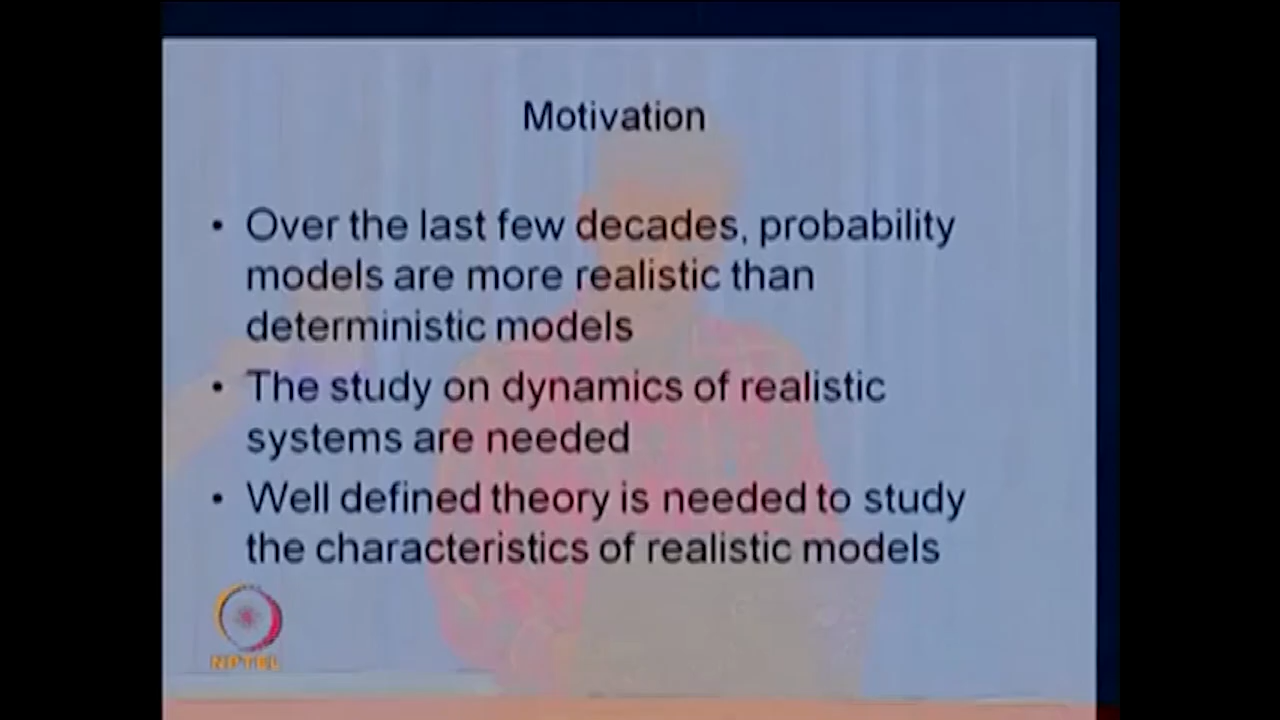 Motivation
• Over the last few decades, probability
models are more realistic than
deterministic models
• The study on dynamics of realistic
systems are needed
• Well defined theory is needed to study
the characteristics of realistic models
NPTEL